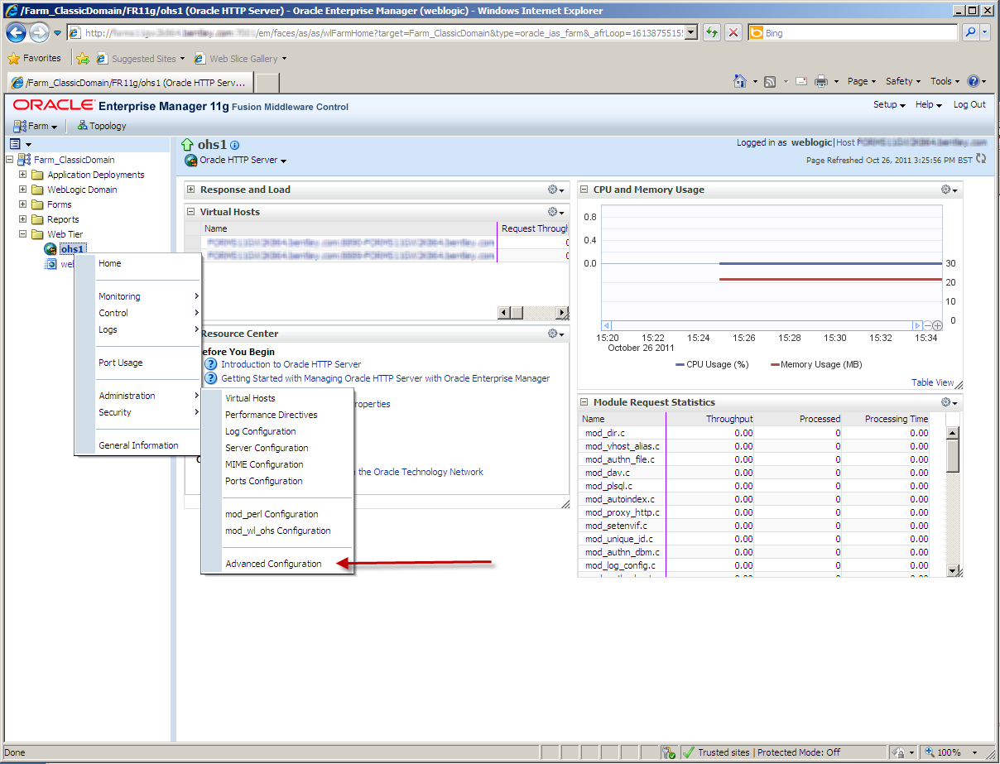 /Farm_ClassicDomain/FR11g/ohs1 (Oracle HTTP Server) - Oracle Enterprise Manager (weblogic) - Windows Internet Explorer
http:// /em/faces/as/as/wlFarmHome?target=Farm_ClassicDomain&type=oracle_ias_farm&_afrLoop=16138755155
Bing
Favorites
Suggested Sites
Web Slice Gallery
/Farm_ClassicDomain/FR11g/ohs1 (Oracle HTTP Serv...
Page
Safety
Tools
ORACLE Enterprise Manager 11g Fusion Middleware Control
Setup
Help
Log Out
Farm
Topology
Farm_ClassicDomain
Application Deployments
WebLogic Domain
Forms
Reports
Web Tier
ohs1
we
Home
Monitoring
Control
Logs
Port Usage
Administration
Security
General Information
Virtual Hosts
Performance Directives
Log Configuration
Server Configuration
MIME Configuration
Ports Configuration
mod_perl Configuration
mod_wl_ohs Configuration
Advanced Configuration
ohs1
Oracle HTTP Server
Logged in as weblogic|Host
Page Refreshed Oct 26, 2011 3:25:56 PM BST
Response and Load
Virtual Hosts
Name
Request Through
Resource Center
efore You Begin
Introduction to Oracle HTTP Server
Getting Started with Managing Oracle HTTP Server with Oracle Enterprise Manager
roperties
the Oracle Technology Network
CPU and Memory Usage
0.8
0.4
0.0
30
20
10
0
15:20
15:22
15:24
15:26
15:28
15:30
15:32
15:34
October 26 2011
CPU Usage (%)
Memory Usage (MB)
Table View
Module Request Statistics
Name Throughput Processed Processing Time
mod_dir.c 0.00 0 0.00
mod_vhost_alias.c 0.00 0 0.00
mod_authn_file.c 0.00 0 0.00
mod_dav.c 0.00 0 0.00
mod_plsql.c 0.00 0 0.00
mod_autoindex.c 0.00 0 0.00
mod_proxy_http.c 0.00 0 0.00
mod_setenvif.c 0.00 0 0.00
mod_unique_id.c 0.00 0 0.00
mod_authn_dbm.c 0.00 0 0.00
mod_log_config.c 0.00 0 0.00
Done
Trusted sites | Protected Mode: Off
100%